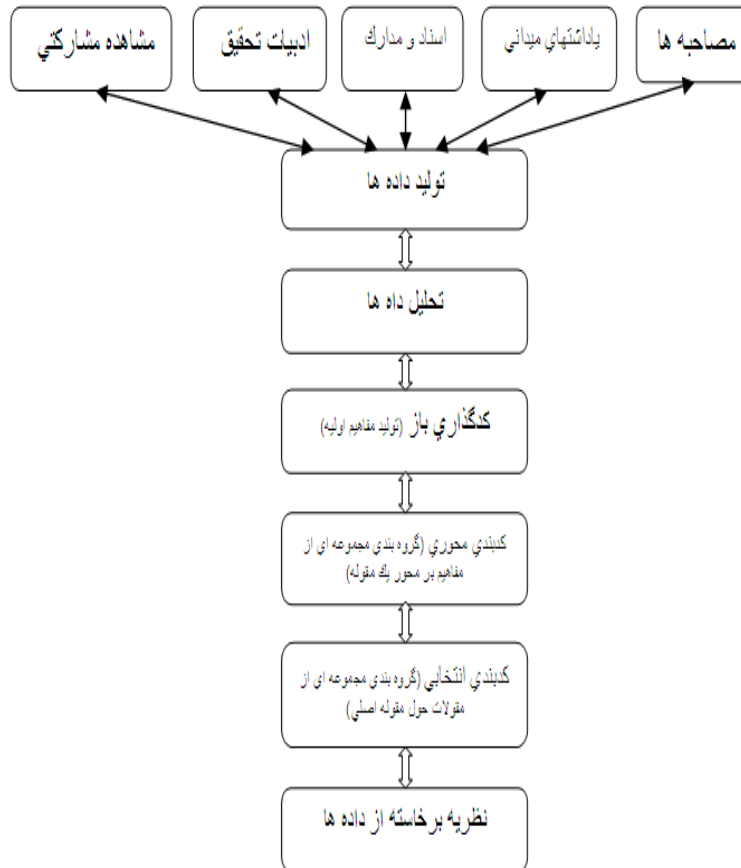 مصاحبه ها
ياداشتهاي ميداني
اسناد و مدارك
ادبيات تحقيق
مشاهده مشاركتي
توليد داده ها
تحليل داه ها
كدگذاري باز (توليد مفاهيم اوليه)
كدبندي محوري (گروه بندي مجموعه اي از
مفاهيم بر محور يك مقوله)
كدبندي انتخابي (گروه بندي مجموعه اي از
مقولات حول مقوله اصلي)
نظريه برخاسته از داده ها